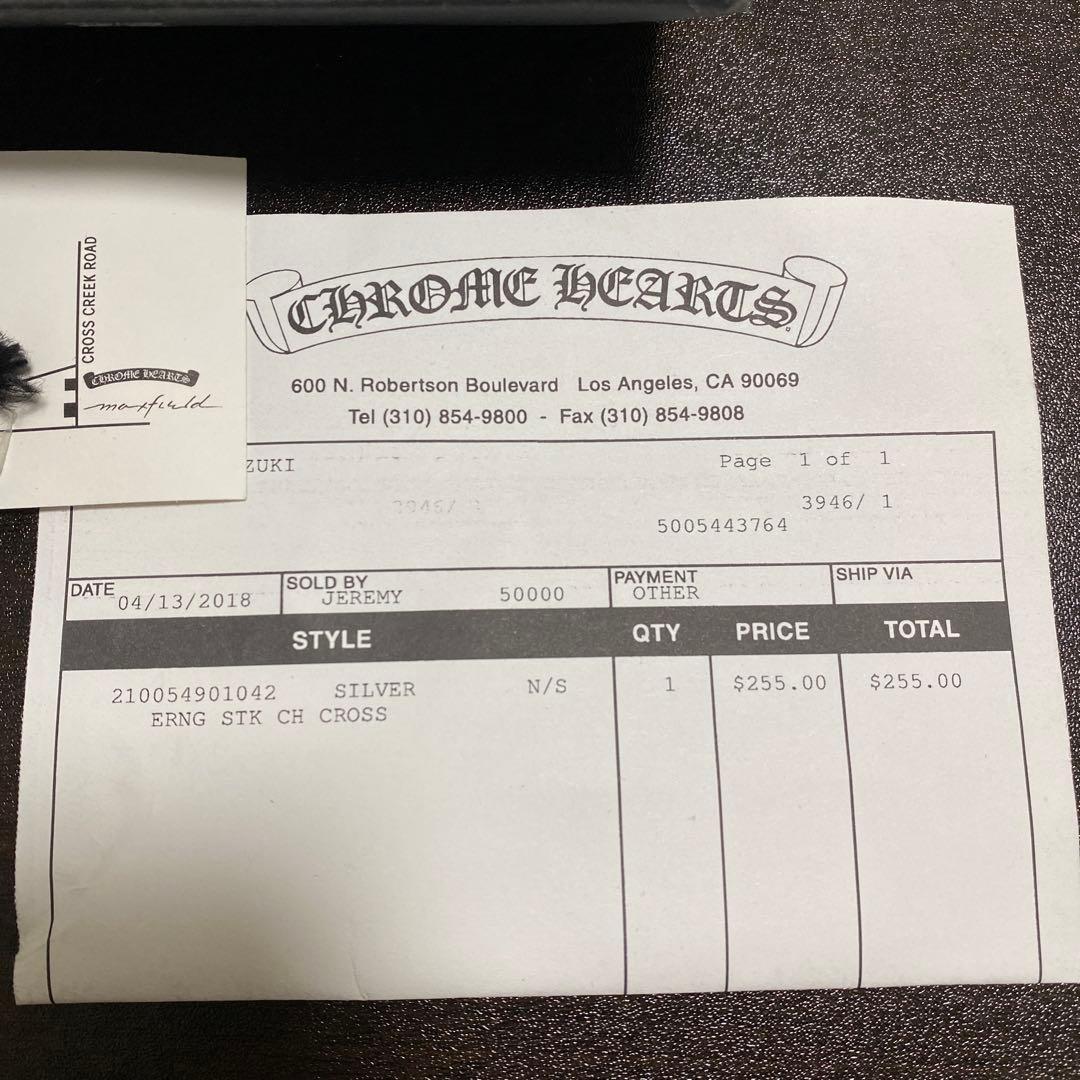 CROSS CREEK ROAD
CHROME HEARTS
maxfield
CHROME HEARTS
600 N. Robertson Boulevard Los Angeles, CA 90069
Tel (310) 854-9800 - Fax (310) 854-9808
ZUKI Page 1 of 1
3946/ 3946/ 1
5005443764
DATE 04/13/2018 SOLD BY JEREMY 50000 PAYMENT OTHER SHIP VIA
STYLE QTY PRICE TOTAL
210054901042 SILVER N/S 1 $255.00 $255.00
ERNG STK CH CROSS